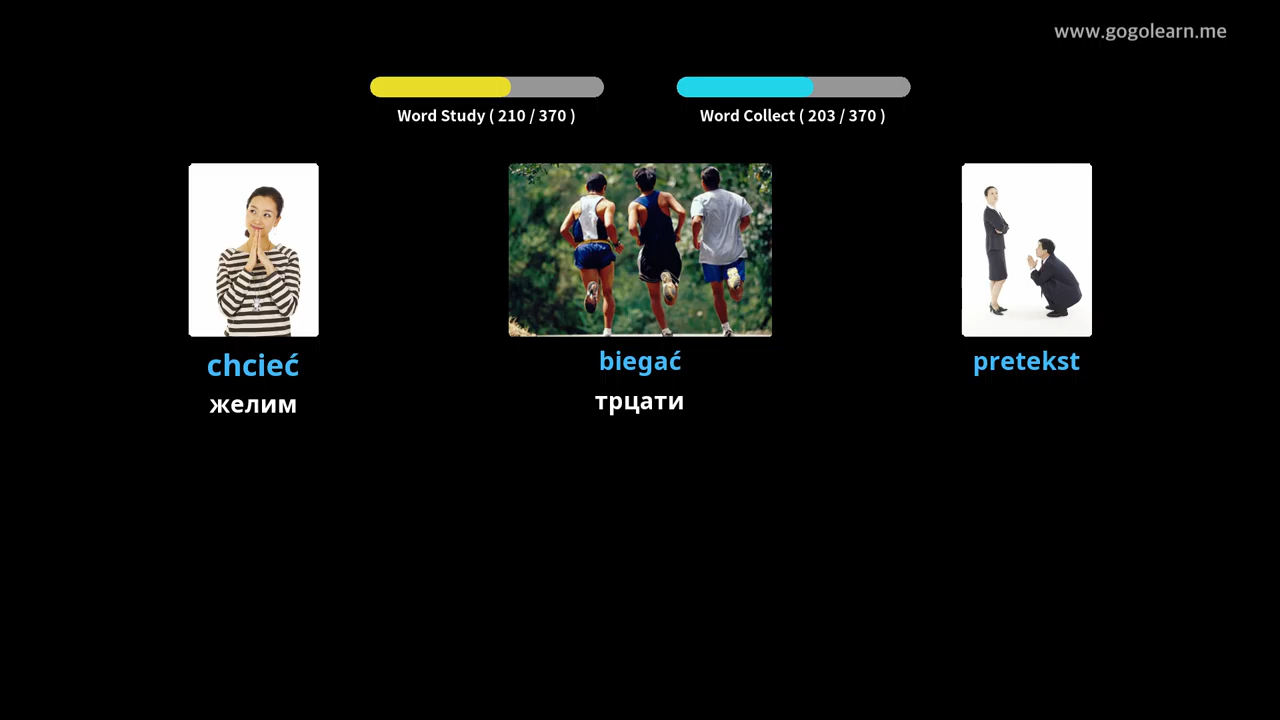 www.gogolearn.me
Word Study ( 210 / 370 )
Word Collect ( 203 / 370 )
chcieć
желим
biegać
трцати
pretekst